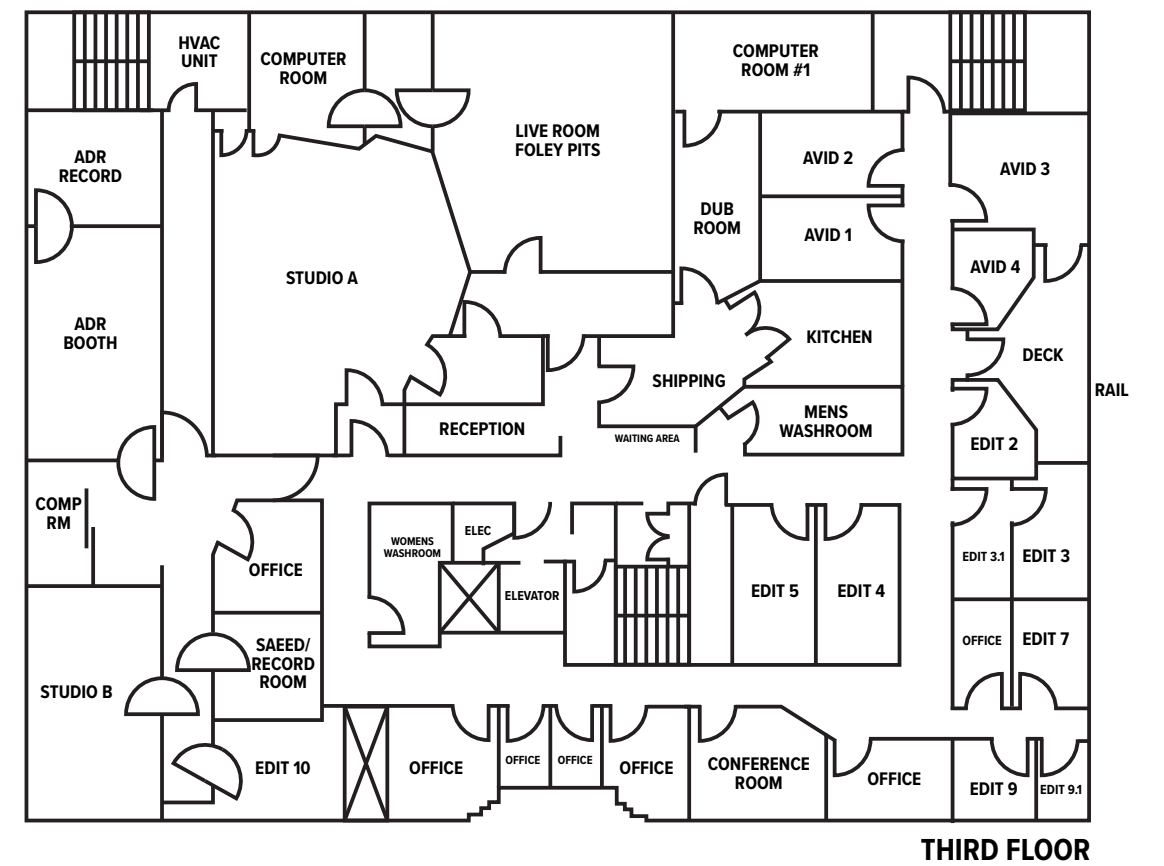 HVAC
UNIT
COMPUTER
ROOM
COMPUTER
ROOM #1
LIVE ROOM
FOLEY PITS
ADR
RECORD
AVID 2
AVID 3
DUB
ROOM
AVID 1
STUDIO A
AVID 4
ADR
BOOTH
KITCHEN
DECK
SHIPPING
RAIL
RECEPTION
WAITING AREA
MENS
WASHROOM
EDIT 2
COMP
RM
WOMENS
WASHROOM
ELEC
OFFICE
ELEVATOR
EDIT 5
EDIT 4
EDIT 3.1
EDIT 3
SAEED/
RECORD
ROOM
OFFICE
EDIT 7
STUDIO B
EDIT 10
OFFICE
OFFICE
OFFICE
OFFICE
CONFERENCE
ROOM
OFFICE
EDIT 9
EDIT 9.1
THIRD FLOOR